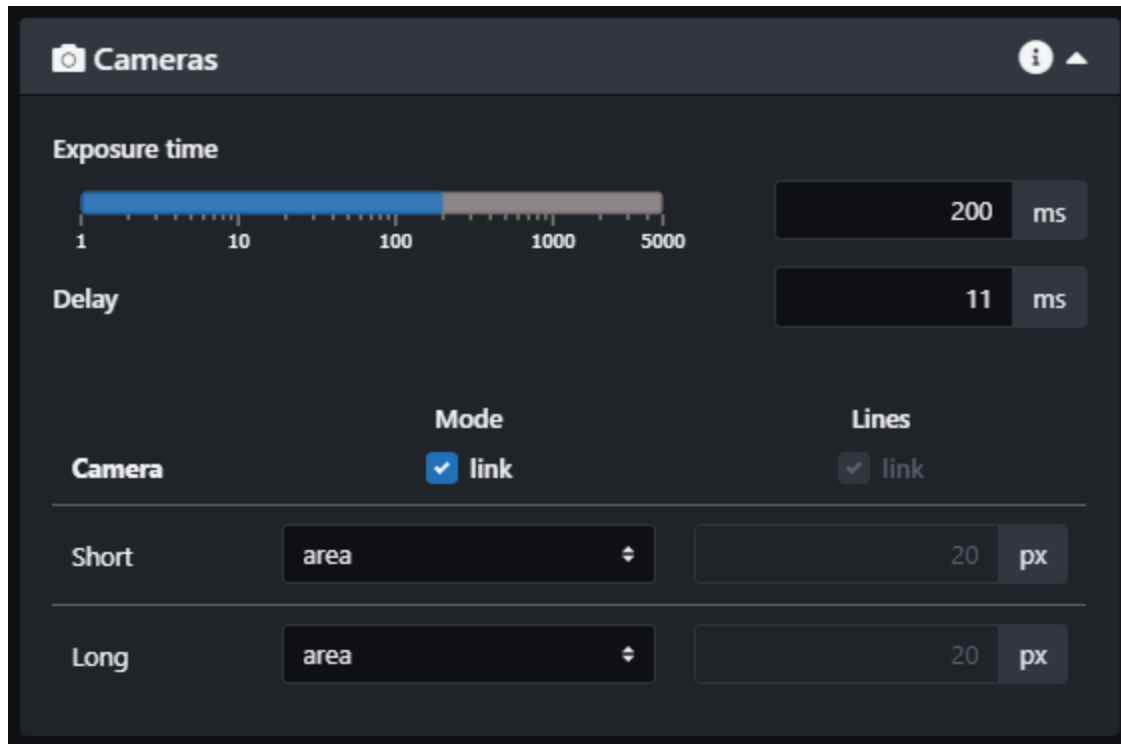 Cameras
Exposure time
200 ms
1 10 100 1000 5000
Delay 11 ms
Mode Lines
Camera link link
Short area 20 px
Long area 20 px